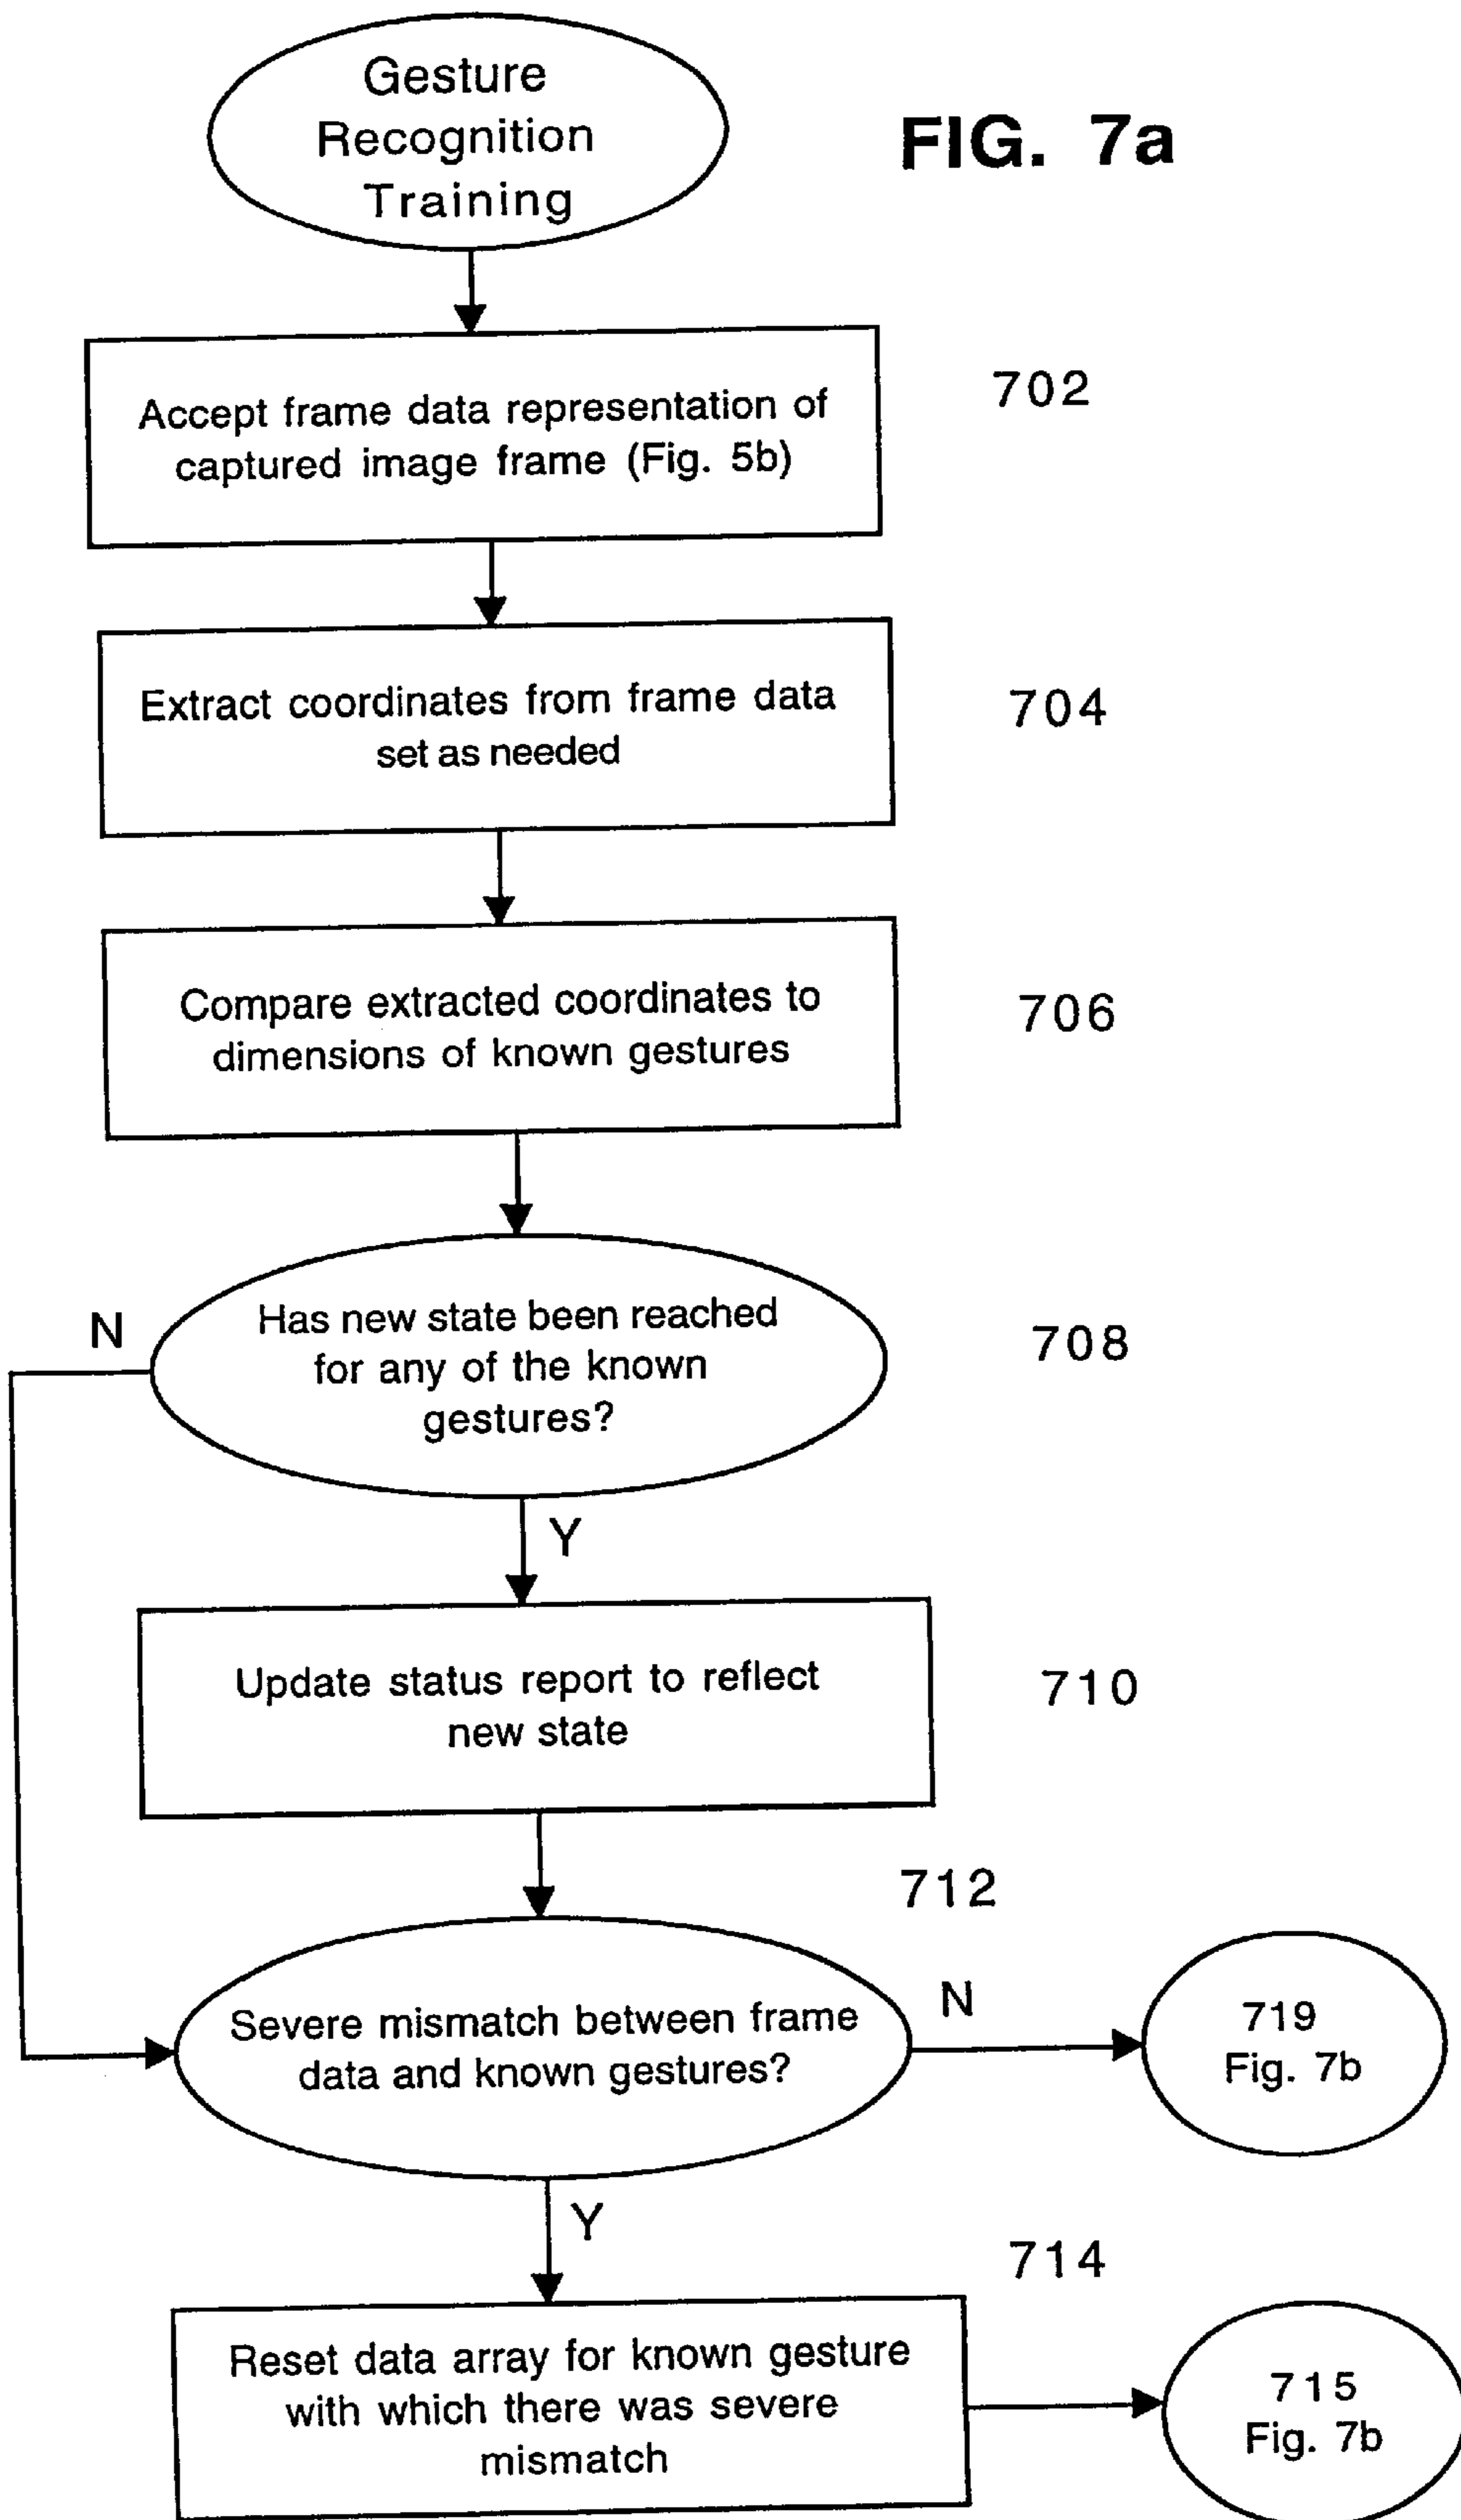 Gesture
Recognition
Training
FIG. 7a
Accept frame data representation of
captured image frame (Fig. 5b)
702
Extract coordinates from frame data
set as needed
704
Compare extracted coordinates to
dimensions of known gestures
706
Has new state been reached
for any of the known
gestures?
708
N
Y
Update status report to reflect
new state
710
712
Severe mismatch between frame
data and known gestures?
N
719
Fig. 7b
Y
714
Reset data array for known gesture
with which there was severe
mismatch
715
Fig. 7b